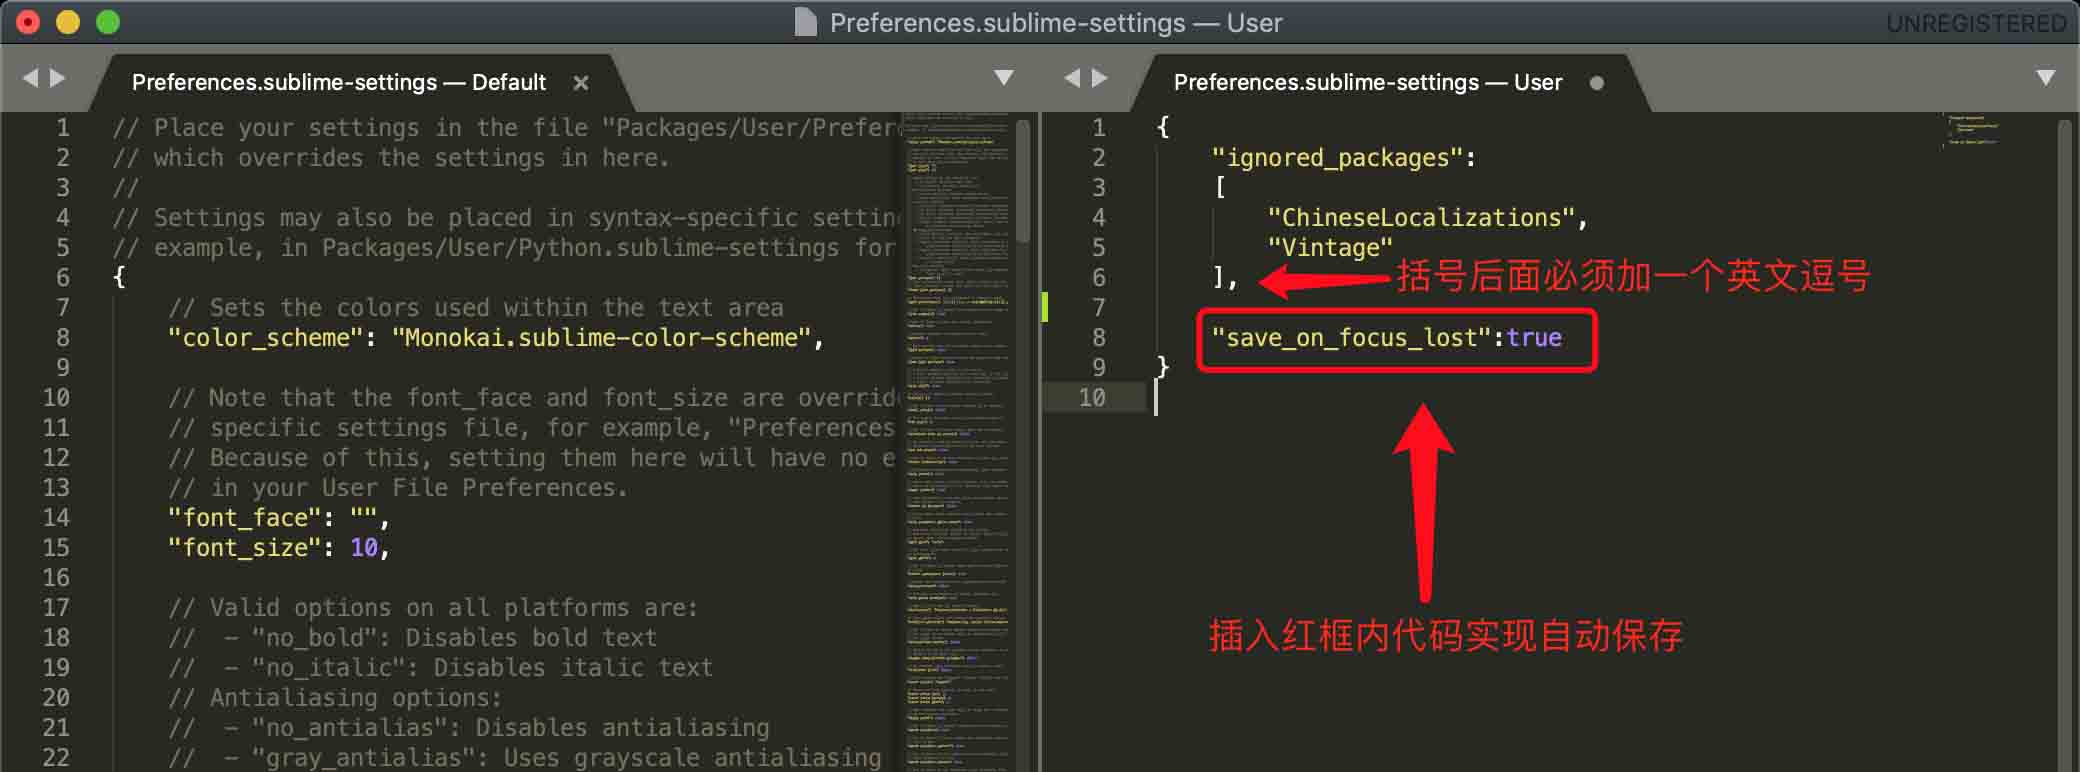 Preferences.sublime-settings — User
UNREGISTERED
Preferences.sublime-settings — Default
1 // Place your settings in the file "Packages/User/Prefer
2 // which overrides the settings in here.
3 //
4 // Settings may also be placed in syntax-specific settin
5 // example, in Packages/User/Python.sublime-settings for
6 {
7 // Sets the colors used within the text area
8 "color_scheme": "Monokai.sublime-color-scheme",
9
10 // Note that the font_face and font_size are overrid
11 // specific settings file, for example, "Preferences
12 // Because of this, setting them here will have no e
13 // in your User File Preferences.
14 "font_face": "",
15 "font_size": 10,
16
17 // Valid options on all platforms are:
18 // - "no_bold": Disables bold text
19 // - "no_italic": Disables italic text
20 // Antialiasing options:
21 // - "no_antialias": Disables antialiasing
22 // - "gray_antialias": Uses grayscale antialiasing
Preferences.sublime-settings — User
1 {
2 "ignored_packages":
3 [
4 "ChineseLocalizations",
5 "Vintage"
6 ],
括号后面必须加一个英文逗号
7
8 "save_on_focus_lost":true
9 }
10
插入红框内代码实现自动保存